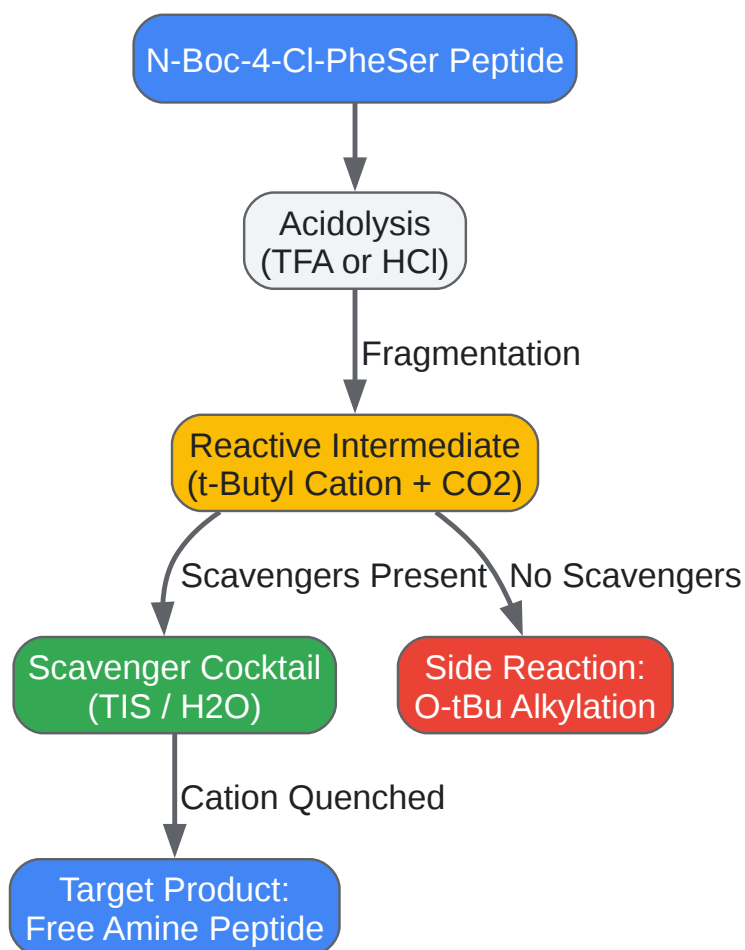 N-Boc-4-Cl-PheSer Peptide
Acidolysis
(TFA or HCl)
Fragmentation
Reactive Intermediate
(t-Butyl Cation + CO2)
Scavengers Present
No Scavengers
Scavenger Cocktail
(TIS / H2O)
Side Reaction:
O-tBu Alkylation
Cation Quenched
Target Product:
Free Amine Peptide